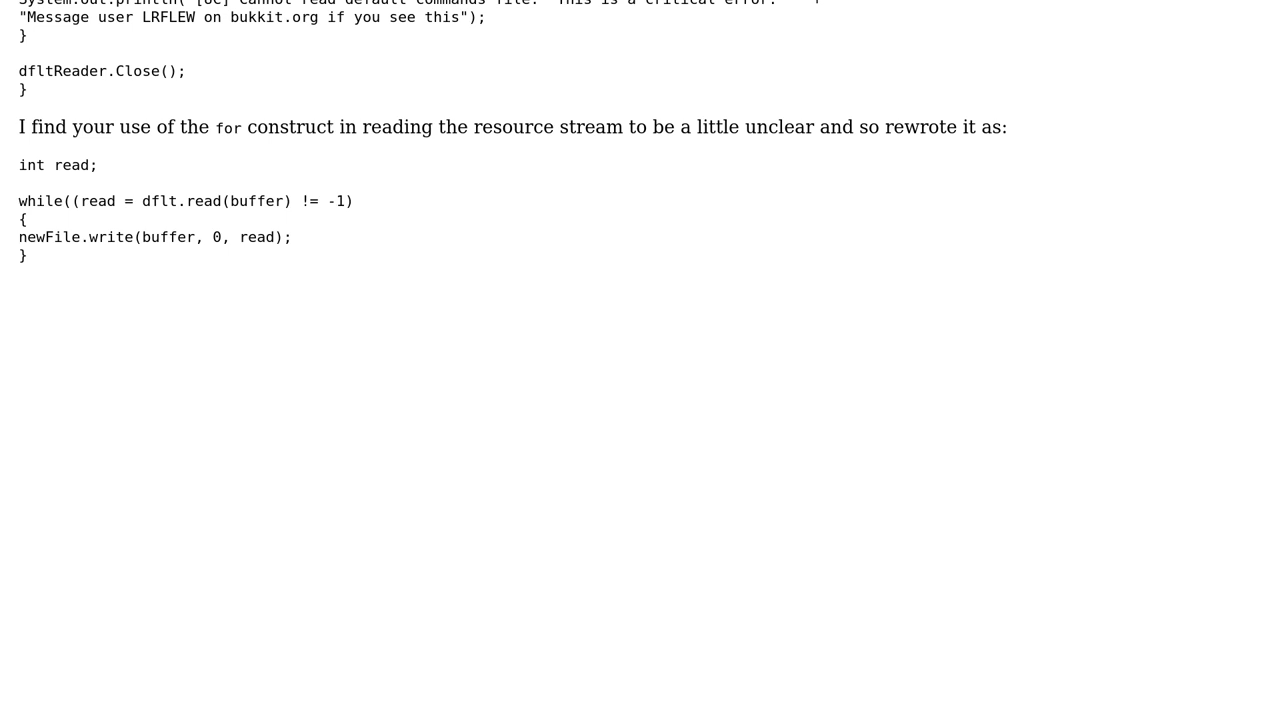 "Message user LRFLEW on bukkit.org if you see this");
}
dfltReader.Close();
}
I find your use of the for construct in reading the resource stream to be a little unclear and so rewrote it as:
int read;
while((read = dflt.read(buffer) != -1)
{
newFile.write(buffer, 0, read);
}